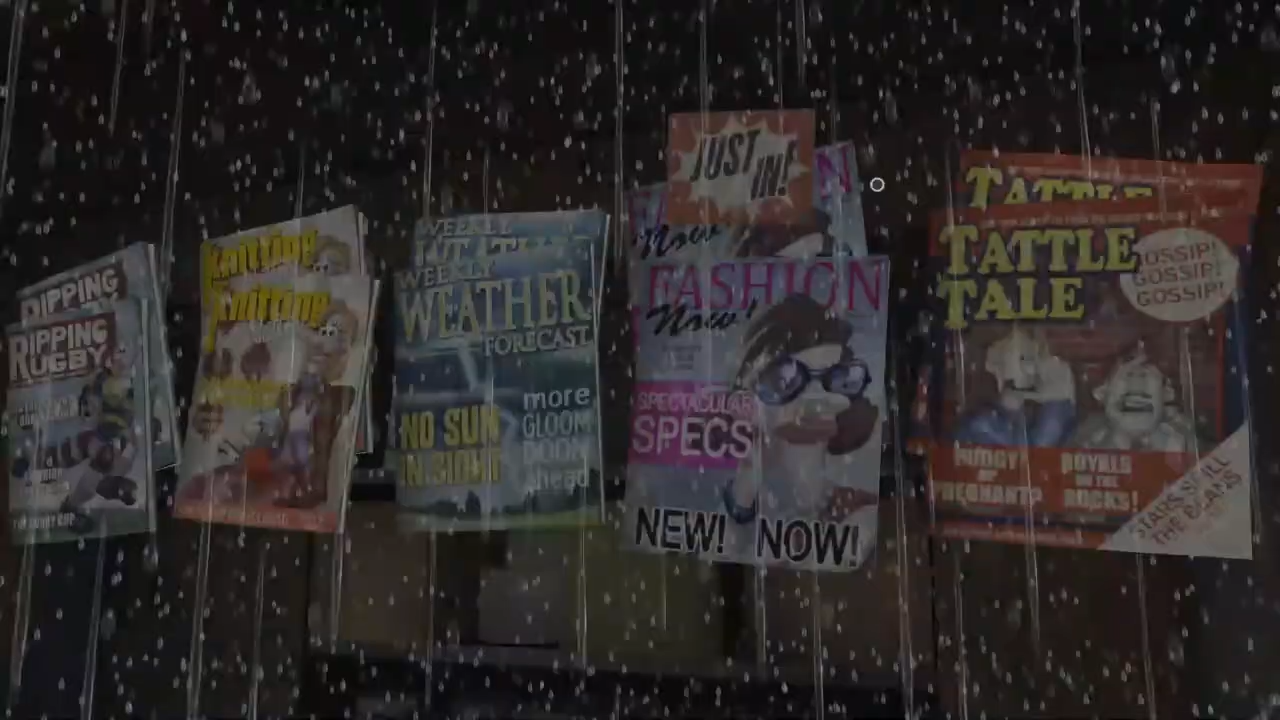 RIPPING
RIPPING
RUGBY
Knitting
Knitting
WEEKLY
WEEKLY
WEATHER
FORECAST
NO SUN
IN SIGHT
more
GLOOM
DOOM
ahead
JUST
IN!
N
Now
FASHION
Now!
SPECTACULAR
SPECS
NEW! NOW!
TATTLE
TATTLE
TALE
GOSSIP!
GOSSIP!
GOSSIP!
PREGNANT?
ROYALS
ON THE
ROCKS!
STARS SPILL
THE BEANS